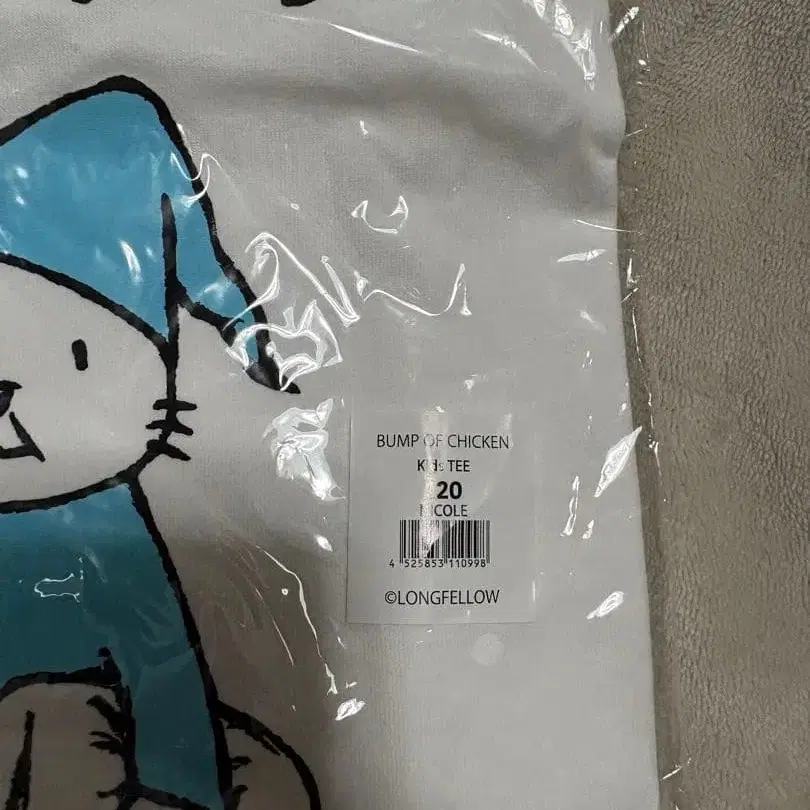 BUMP OF CHICKEN
Kids TEE
20
NICOLE
4 525853 110998
©LONGFELLOW